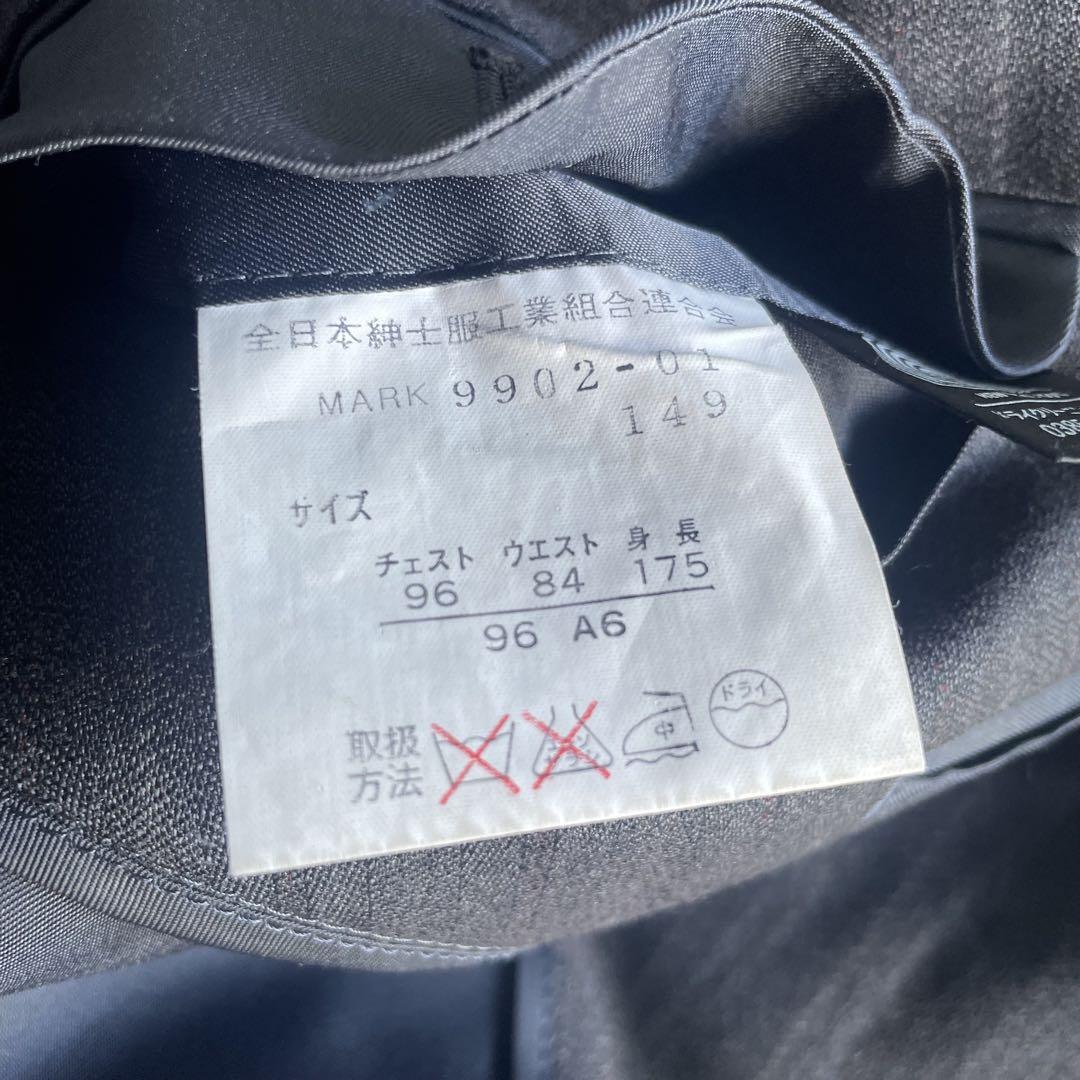 全日本紳士服工業組合連合会
MARK 9902-01
149
サイズ
チェスト ウエスト 身長
96 84 175
96 A6
取扱
方法
中
ドライ